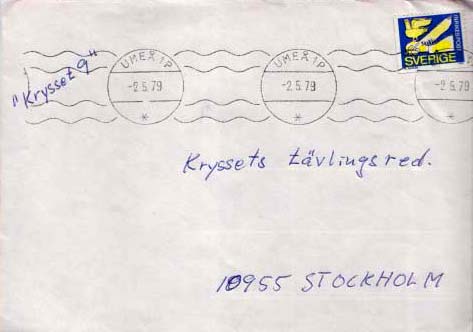 "Krysset 9"
UMEÅ 1P
-2.5.79
UMEÅ 1P
-2.5.79
-2.5.79
SVERIGE
Kryssets tävlingsred.
10955 STOCKHOLM